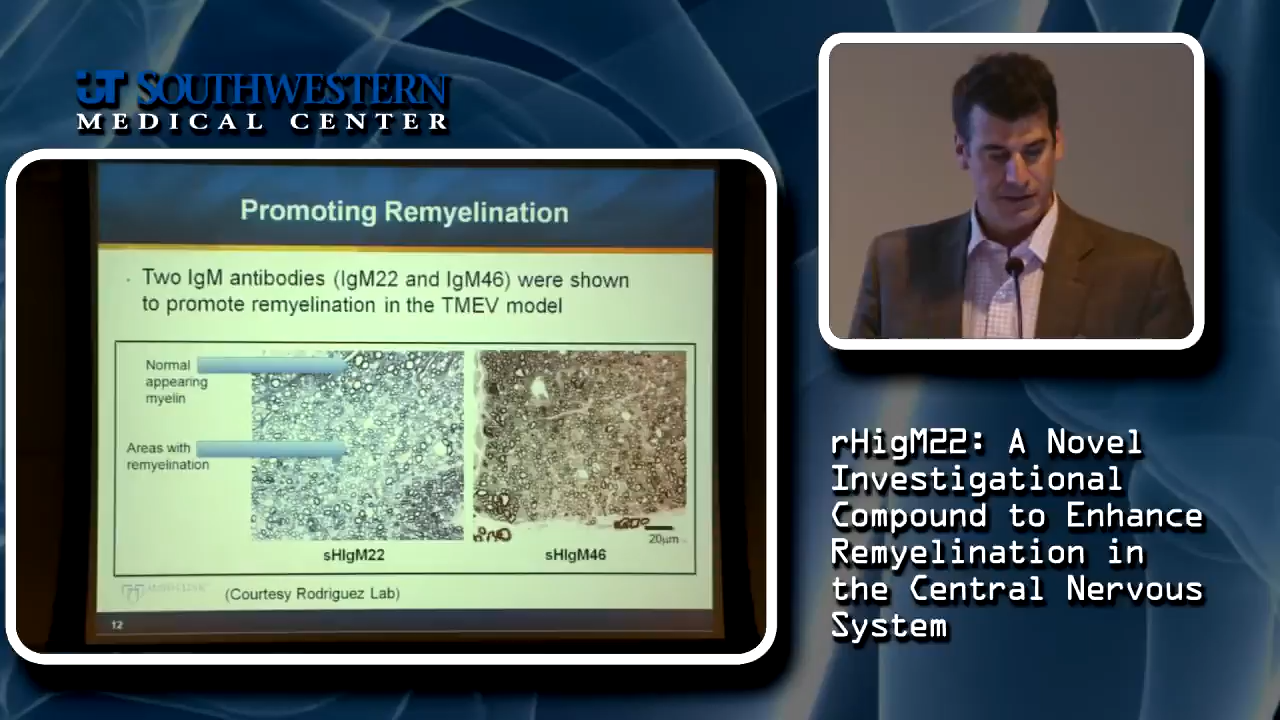 UT SOUTHWESTERN
MEDICAL CENTER
Promoting Remyelination
Two IgM antibodies (IgM22 and IgM46) were shown
to promote remyelination in the TMEV model
Normal
appearing
myelin
Areas with
remyelination
20µm
sHIgM22
sHIgM46
(Courtesy Rodriguez Lab)
12
rHigM22: A Novel
Investigational
Compound to Enhance
Remyelination in
the Central Nervous
System